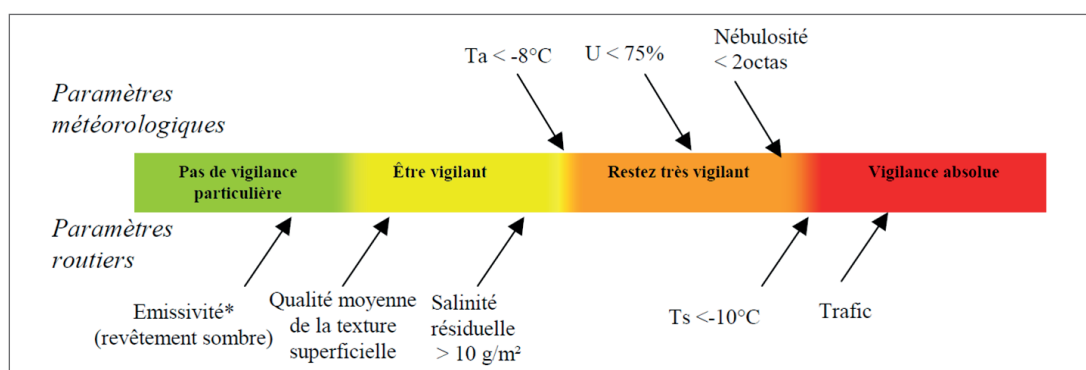 Ta < -8°C
U < 75%
Nébulosité
< 2octas
Paramètres
météorologiques
Pas de vigilance
particulière
Être vigilant
Restez très vigilant
Vigilance absolue
Paramètres
routiers
Emissivité*
(revêtement sombre)
Qualité moyenne
de la texture
superficielle
Salinité
résiduelle
> 10 g/m²
Ts <-10°C
Trafic